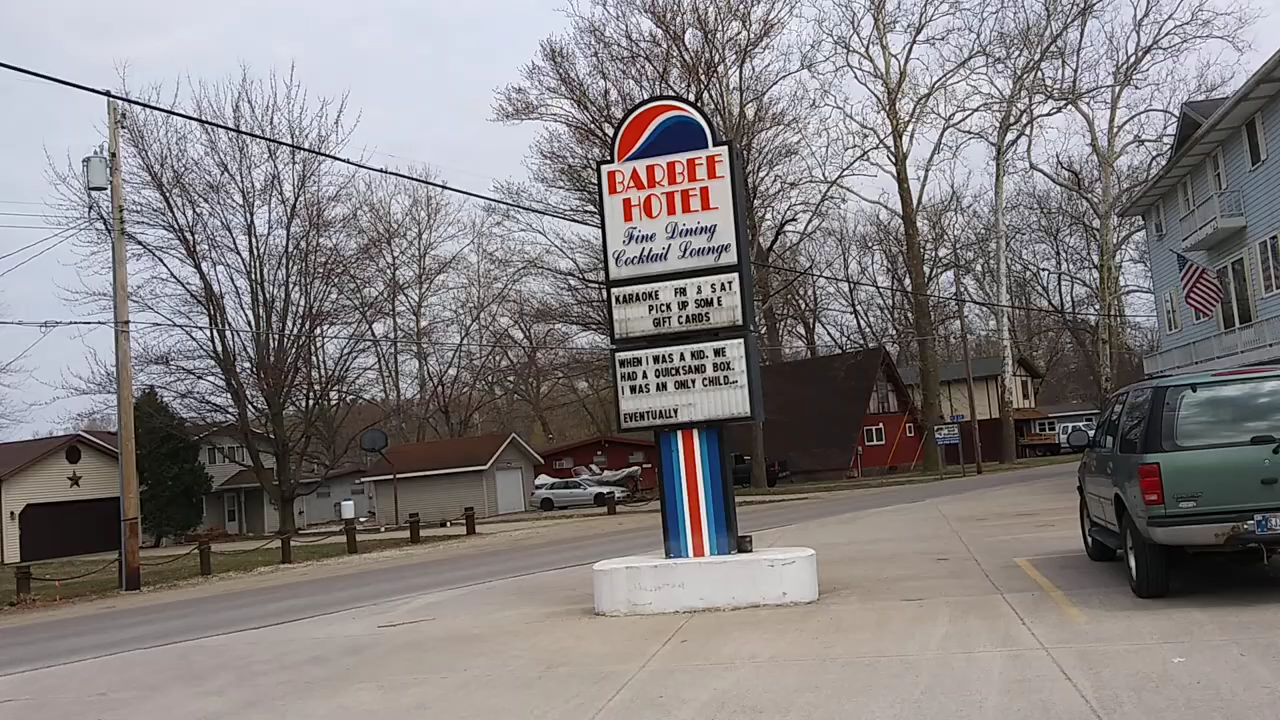 BARBEE
HOTEL
Fine Dining
Cocktail Lounge
KARAOKE FRI & SAT
PICK UP SOME
GIFT CARDS
WHEN I WAS A KID. WE
HAD A QUICKSAND BOX.
I WAS AN ONLY CHILD...
EVENTUALLY